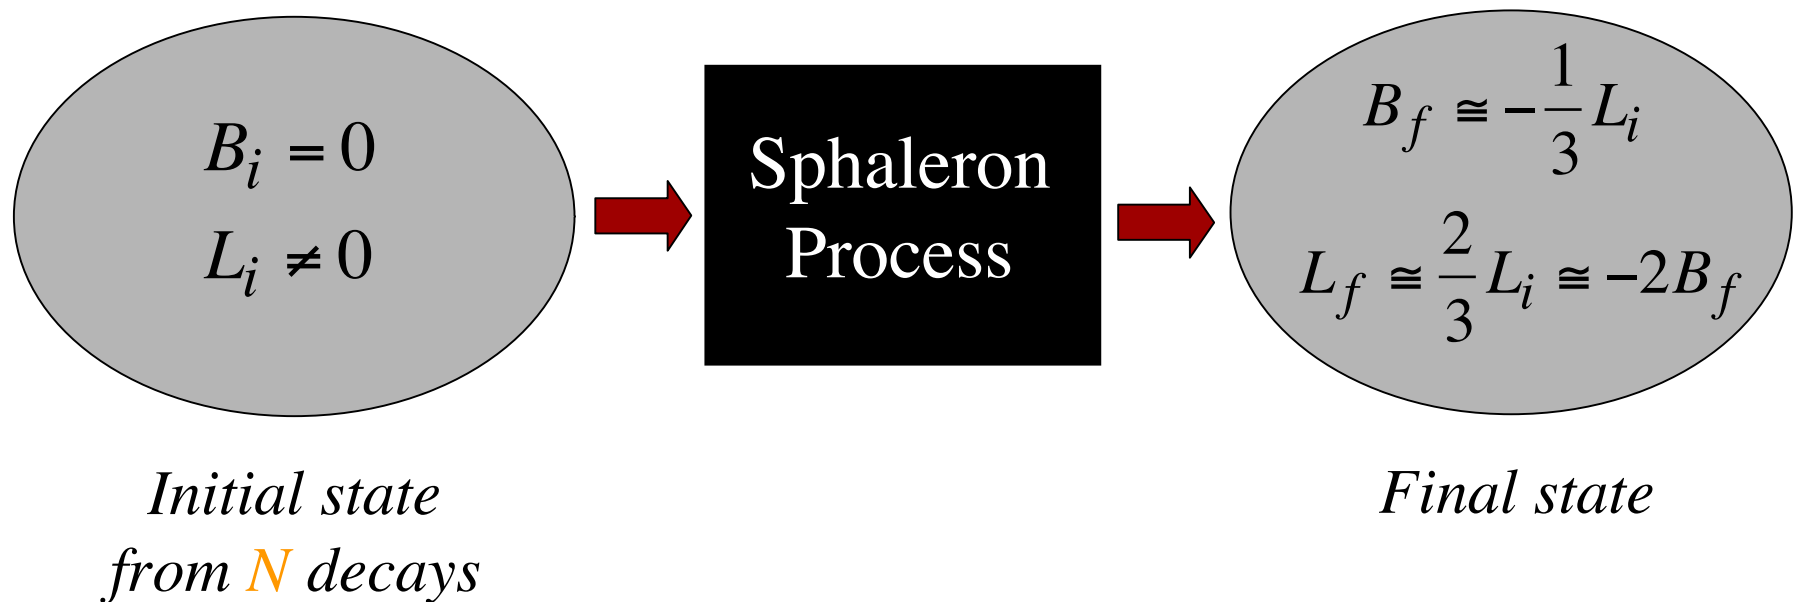 B_i = 0
L_i ≠ 0
Initial state
from N decays
Sphaleron
Process
B_f ≅ −1/3 L_i
L_f ≅ 2/3 L_i ≅ −2B_f
Final state